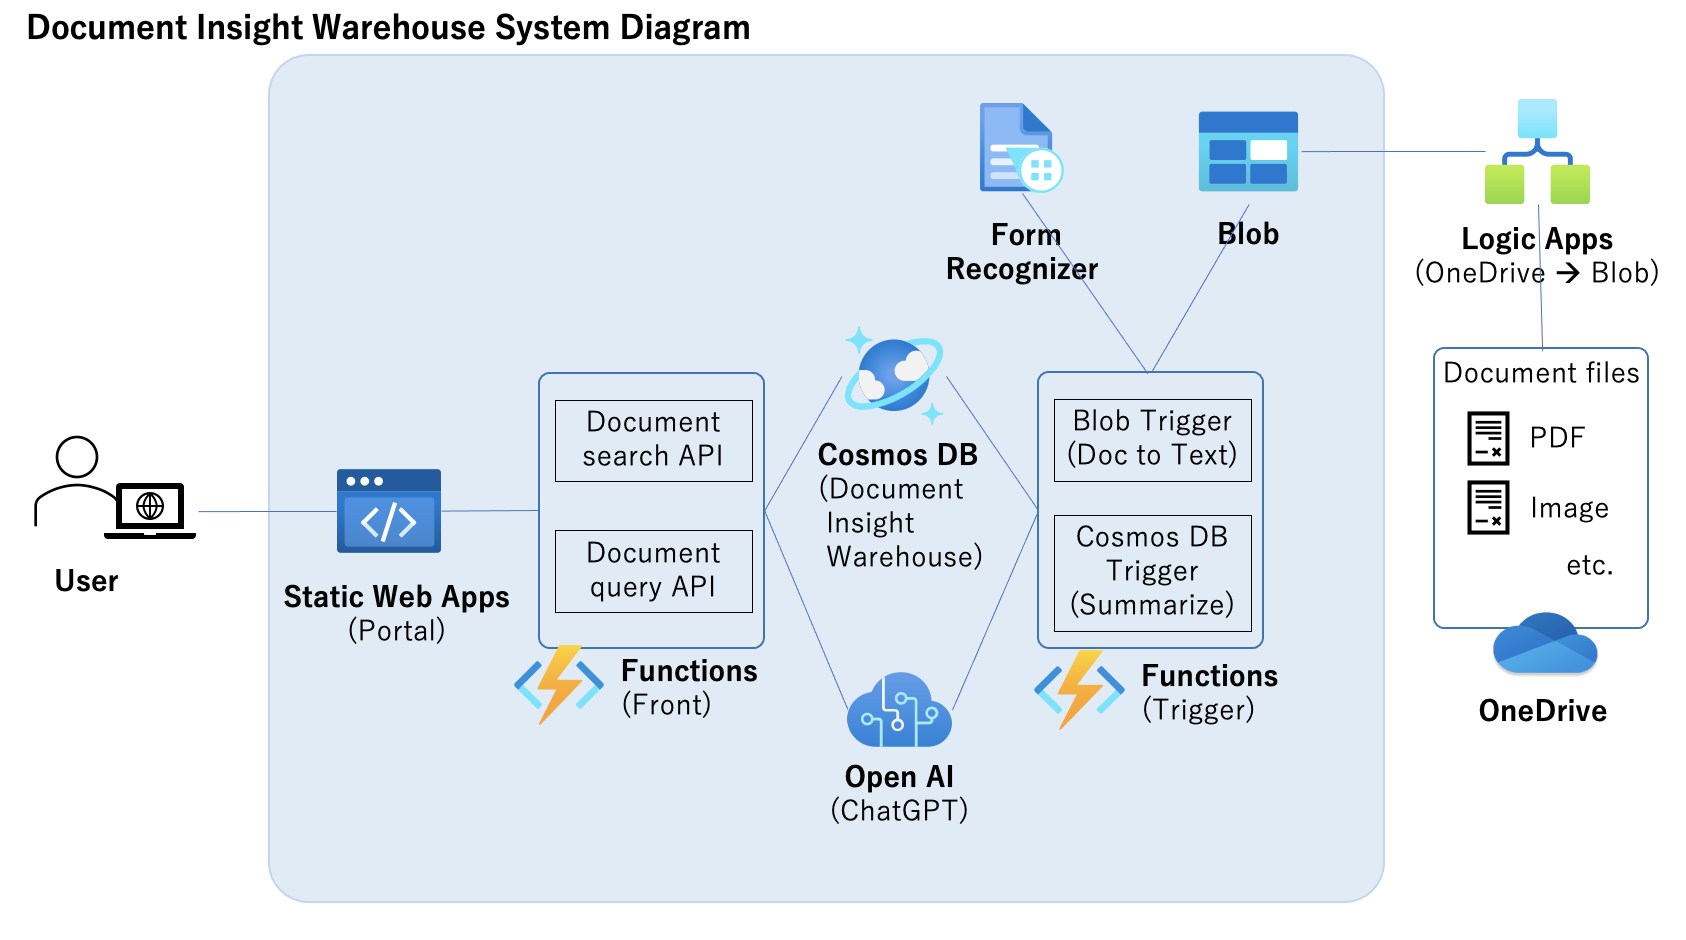 Document Insight Warehouse System Diagram
Form
Recognizer
Blob
Logic Apps
(OneDrive → Blob)
Document files
PDF
Image
etc.
OneDrive
User
Static Web Apps
(Portal)
Document
search API
Document
query API
Functions
(Front)
Cosmos DB
(Document
Insight
Warehouse)
Open AI
(ChatGPT)
Blob Trigger
(Doc to Text)
Cosmos DB
Trigger
(Summarize)
Functions
(Trigger)